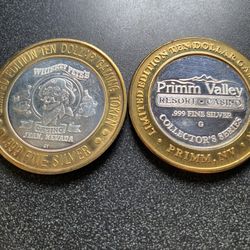 LIMITED EDITION TEN DOLLAR GAMING TOKEN
WHISKEY PETE'S
CASINO
JEAN, NEVADA
.999 FINE SILVER
LIMITED EDITION TEN DOLLAR
Primm Valley
RESORT • CASINO
.999 FINE SILVER
G
COLLECTOR'S SERIES
• PRIMM, NV